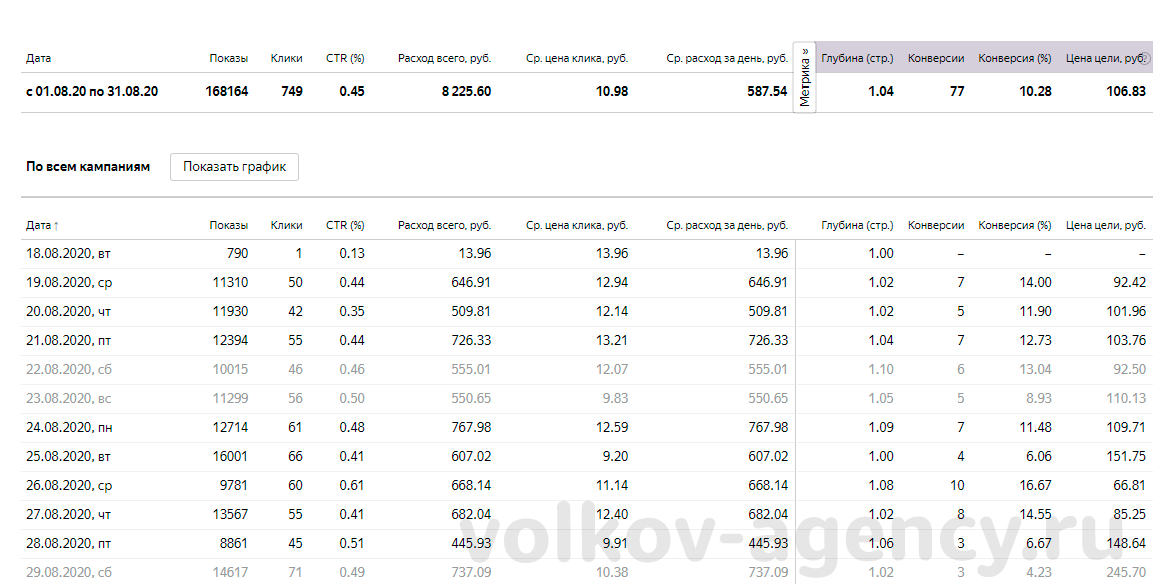 Дата Показы Клики CTR (%) Расход всего, руб. Ср. цена клика, руб. Ср. расход за день, руб. Метрика » Глубина (стр.) Конверсии Конверсия (%) Цена цели, руб. ?
с 01.08.20 по 31.08.20 168164 749 0.45 8 225.60 10.98 587.54 1.04 77 10.28 106.83
По всем кампаниям Показать график
Дата ↑ Показы Клики CTR (%) Расход всего, руб. Ср. цена клика, руб. Ср. расход за день, руб. Глубина (стр.) Конверсии Конверсия (%) Цена цели, руб.
18.08.2020, вт 790 1 0.13 13.96 13.96 13.96 1.00 – – –
19.08.2020, ср 11310 50 0.44 646.91 12.94 646.91 1.02 7 14.00 92.42
20.08.2020, чт 11930 42 0.35 509.81 12.14 509.81 1.02 5 11.90 101.96
21.08.2020, пт 12394 55 0.44 726.33 13.21 726.33 1.04 7 12.73 103.76
22.08.2020, сб 10015 46 0.46 555.01 12.07 555.01 1.10 6 13.04 92.50
23.08.2020, вс 11299 56 0.50 550.65 9.83 550.65 1.05 5 8.93 110.13
24.08.2020, пн 12714 61 0.48 767.98 12.59 767.98 1.09 7 11.48 109.71
25.08.2020, вт 16001 66 0.41 607.02 9.20 607.02 1.00 4 6.06 151.75
26.08.2020, ср 9781 60 0.61 668.14 11.14 668.14 1.08 10 16.67 66.81
27.08.2020, чт 13567 55 0.41 682.04 12.40 682.04 1.02 8 14.55 85.25
volkov-agency.ru
28.08.2020, пт 8861 45 0.51 445.93 9.91 445.93 1.06 3 6.67 148.64
29.08.2020, сб 14617 71 0.49 737.09 10.38 737.09 1.02 3 4.23 245.70